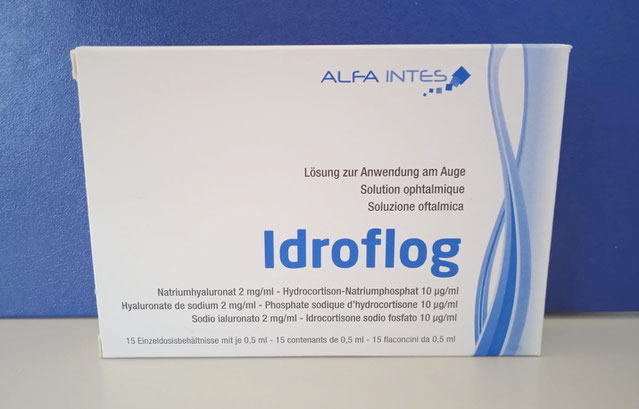 ALFA INTES
Lösung zur Anwendung am Auge
Solution ophtalmique
Soluzione oftalmica
Idroflog
Natriumhyaluronat 2 mg/ml - Hydrocortison-Natriumphosphat 10 µg/ml
Hyaluronate de sodium 2 mg/ml - Phosphate sodique d'hydrocortisone 10 µg/ml
Sodio ialuronato 2 mg/ml - Idrocortisone sodio fosfato 10 µg/ml
15 Einzeldosisbehältnisse mit je 0,5 ml - 15 contenants de 0,5 ml - 15 flaconcini da 0,5 ml